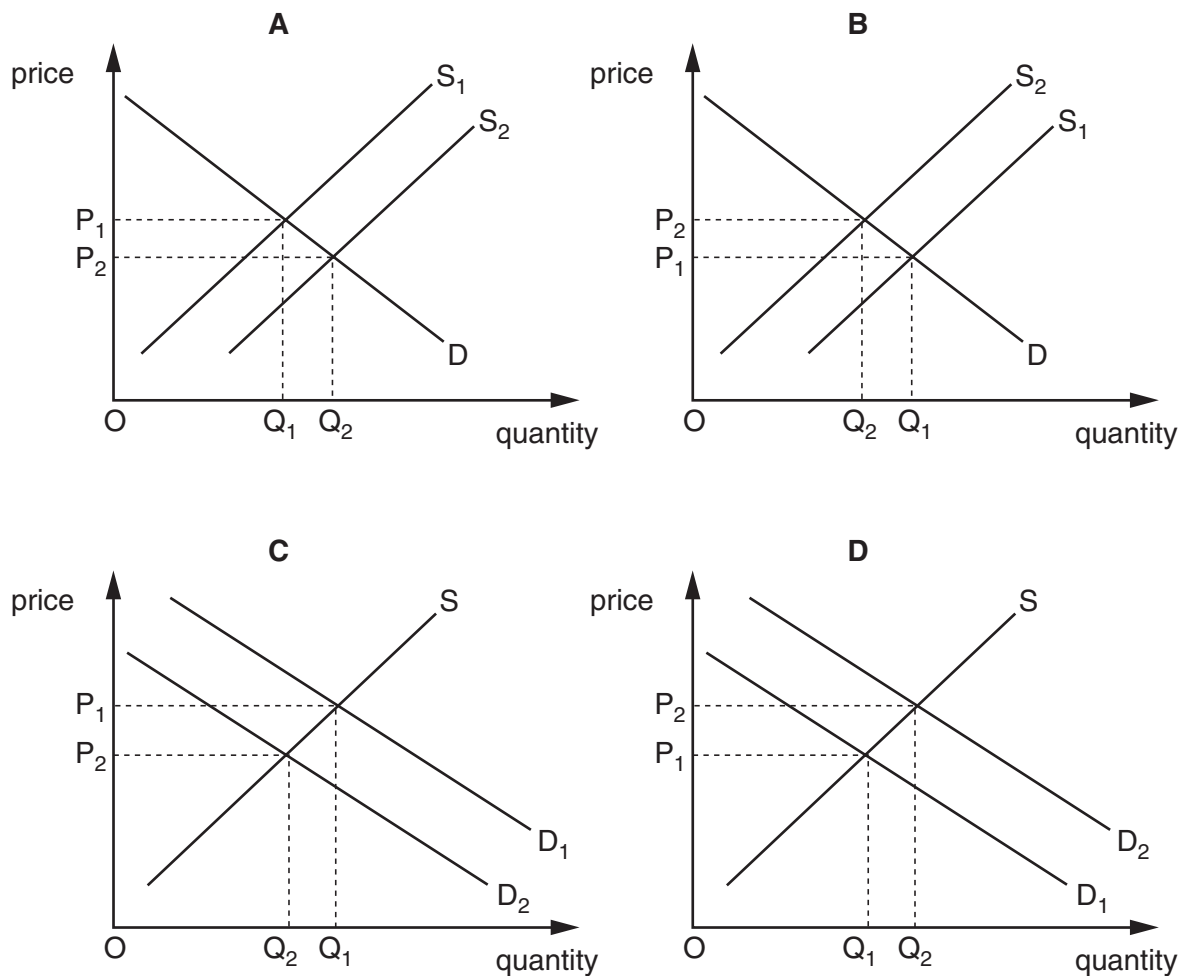 A
price
S₁
S₂
P₁
P₂
D
O
Q₁ Q₂
quantity
B
price
S₂
S₁
P₂
P₁
D
O
Q₂ Q₁
quantity
C
price
S
P₁
P₂
D₁
D₂
O
Q₂ Q₁
quantity
D
price
S
P₂
P₁
D₂
D₁
O
Q₁ Q₂
quantity